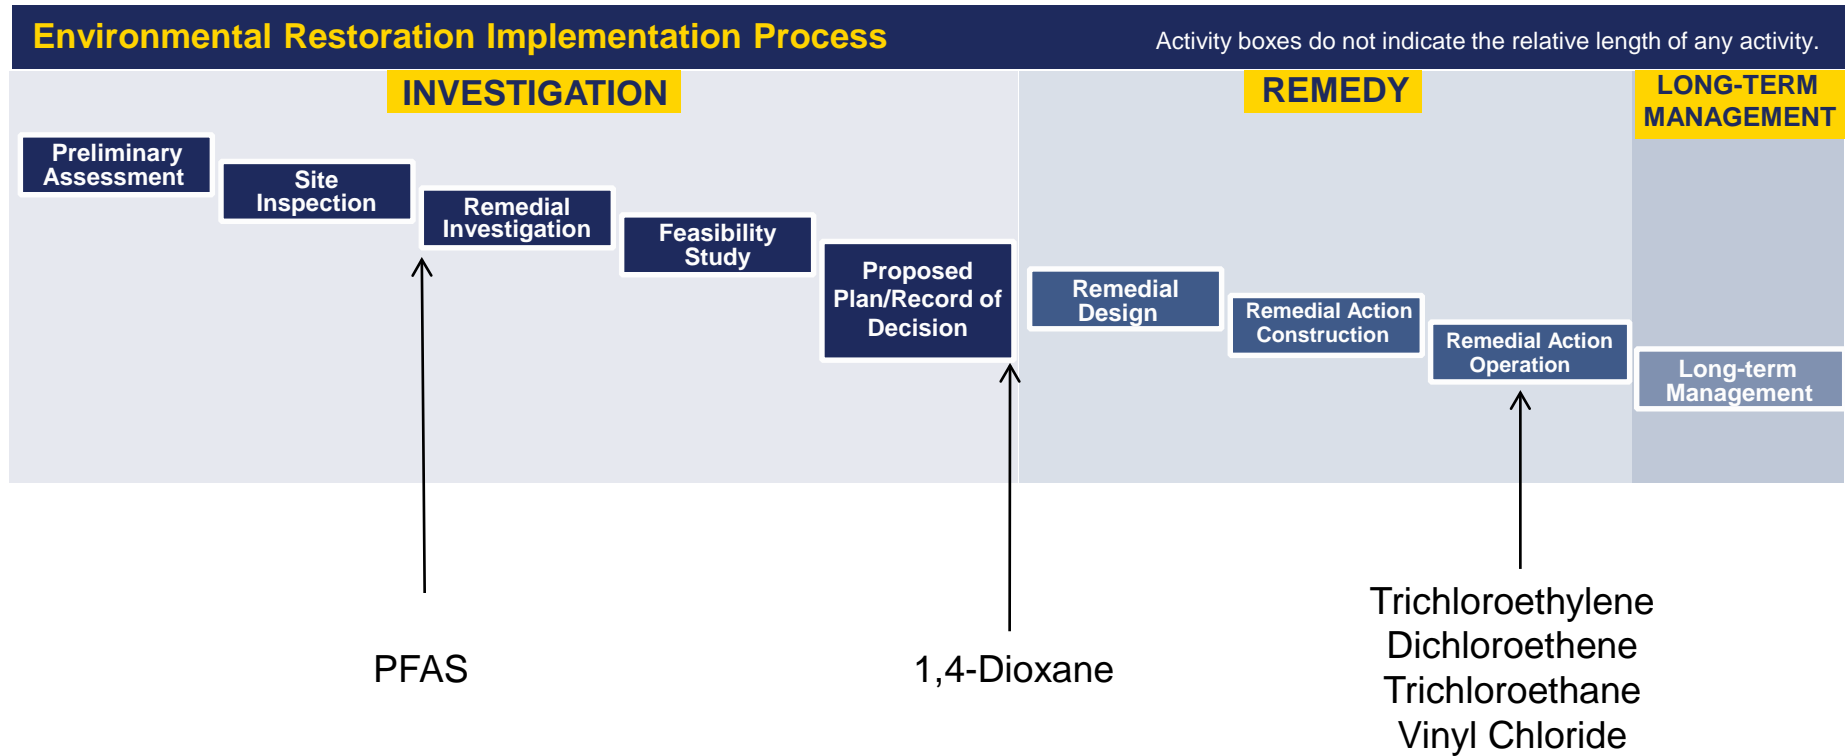 Environmental Restoration Implementation Process
Activity boxes do not indicate the relative length of any activity.
INVESTIGATION
REMEDY
LONG-TERM
MANAGEMENT
Preliminary
Assessment
Site
Inspection
Remedial
Investigation
Feasibility
Study
Proposed
Plan/Record of
Decision
Remedial
Design
Remedial Action
Construction
Remedial Action
Operation
Long-term
Management
PFAS
1,4-Dioxane
Trichloroethylene
Dichloroethene
Trichloroethane
Vinyl Chloride